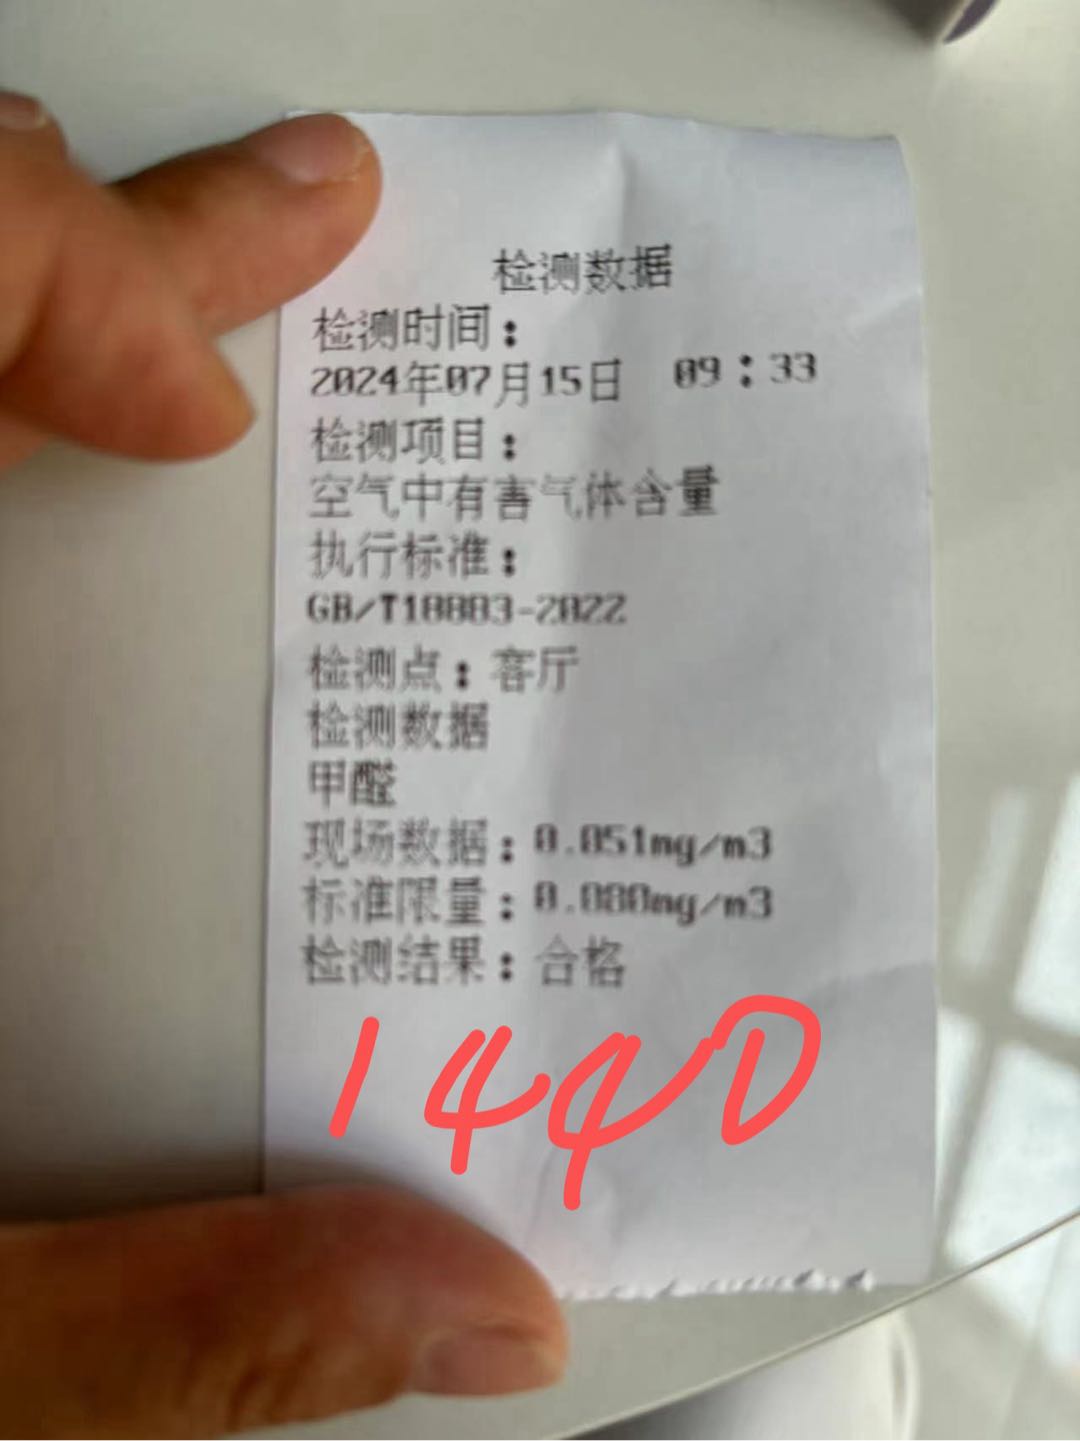 检测数据
检测时间：
2024年07月15日 09：33
检测项目：
空气中有害气体含量
执行标准：
GB/T18883-2022
检测点：客厅
检测数据
甲醛
现场数据：0.051mg/m3
标准限量：0.080mg/m3
检测结果：合格
1440